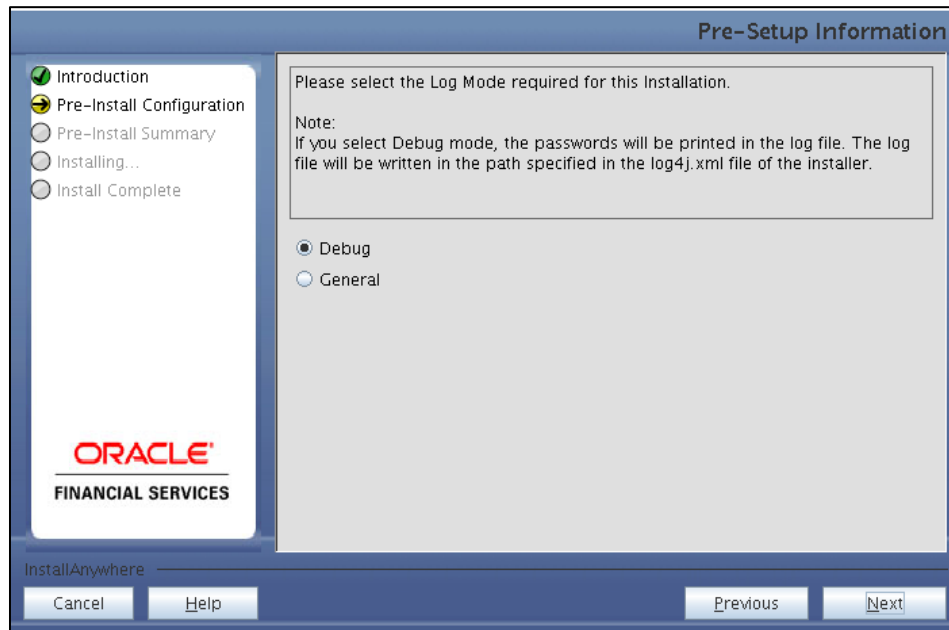 Pre-Setup Information
Introduction
Pre-Install Configuration
Pre-Install Summary
Installing...
Install Complete
Please select the Log Mode required for this Installation.
Note:
If you select Debug mode, the passwords will be printed in the log file. The log
file will be written in the path specified in the log4j.xml file of the installer.
Debug
General
ORACLE
FINANCIAL SERVICES
InstallAnywhere
Cancel
Help
Previous
Next